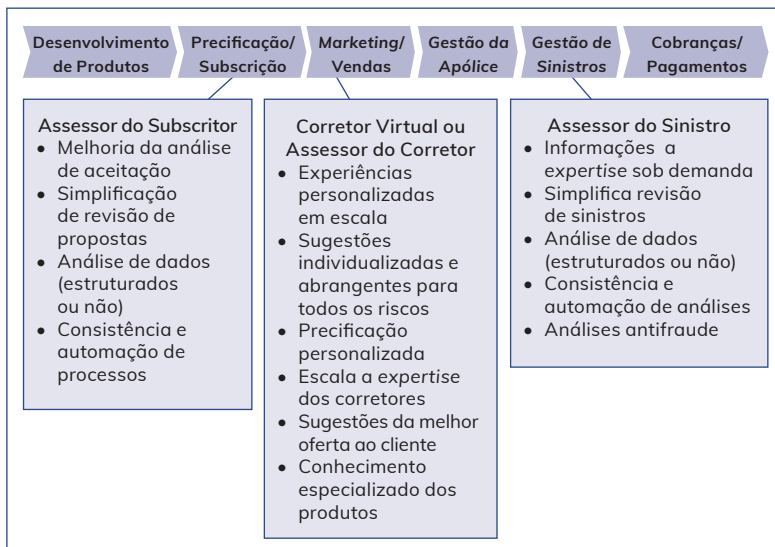 Desenvolvimento
de Produtos
Precificação/
Subscrição
Marketing/
Vendas
Gestão da
Apólice
Gestão de
Sinistros
Cobranças/
Pagamentos
Assessor do Subscritor
• Melhoria da análise
de aceitação
• Simplificação
de revisão de
propostas
• Análise de dados
(estruturados
ou não)
• Consistência e
automação de
processos
Corretor Virtual ou
Assessor do Corretor
• Experiências
personalizadas
em escala
• Sugestões
individualizadas e
abrangentes para
todos os riscos
• Precificação
personalizada
• Escala a expertise
dos corretores
• Sugestões da melhor
oferta ao cliente
• Conhecimento
especializado dos
produtos
Assessor do Sinistro
• Informações a
expertise sob demanda
• Simplifica revisão
de sinistros
• Análise de dados
(estruturados ou não)
• Consistência e
automação de análises
• Análises antifraude